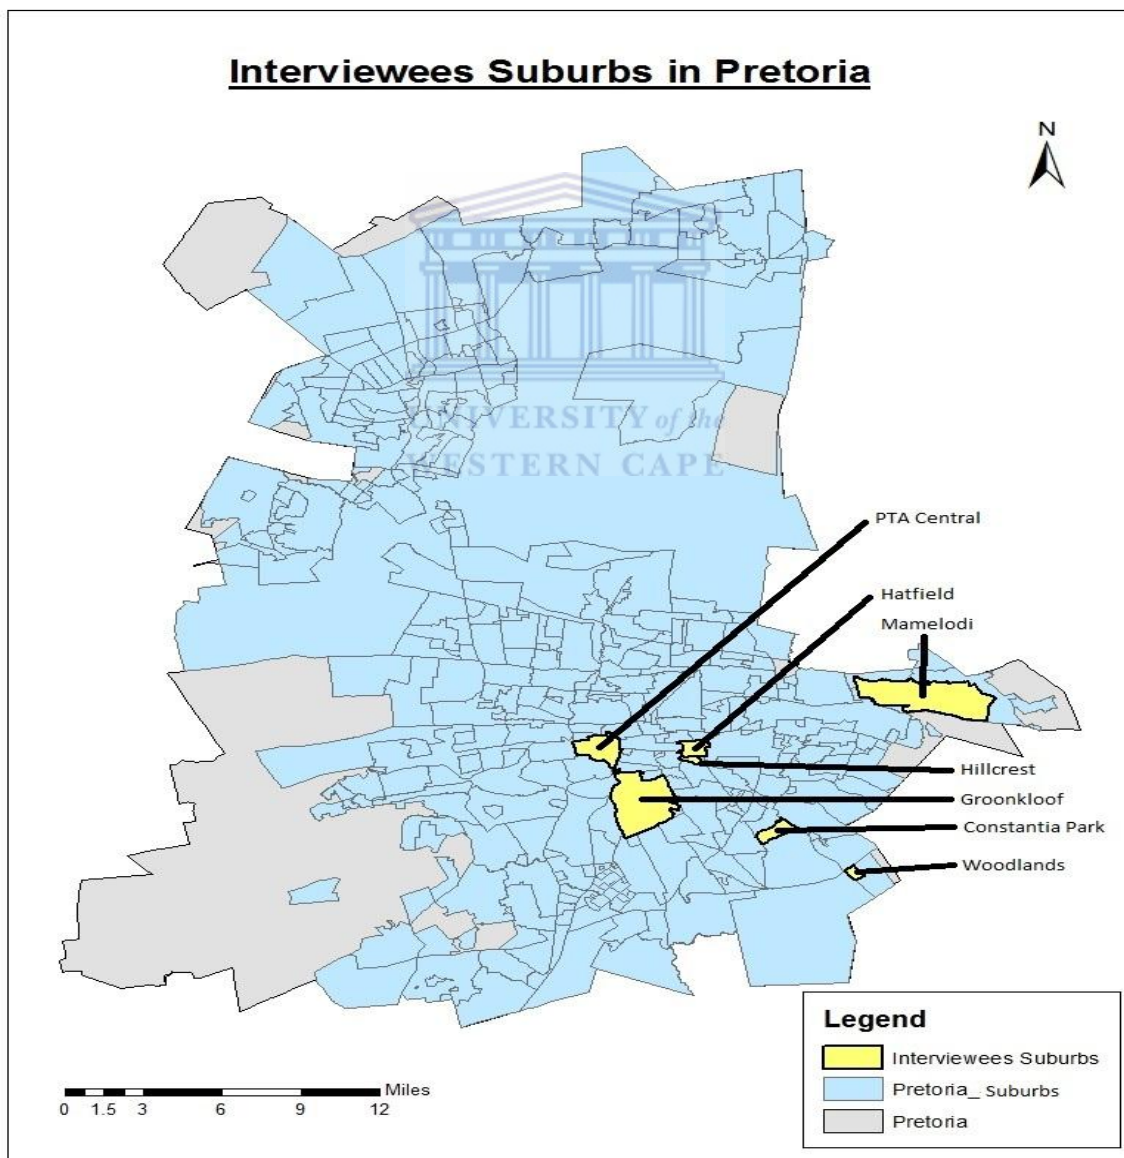 Interviewees Suburbs in Pretoria
N
UNIVERSITY of the
WESTERN CAPE
PTA Central
Hatfield
Mamelodi
Hillcrest
Groonkloof
Constantia Park
Woodlands
Legend
Interviewees Suburbs
Pretoria_ Suburbs
Pretoria
Miles
0 1.5 3 6 9 12